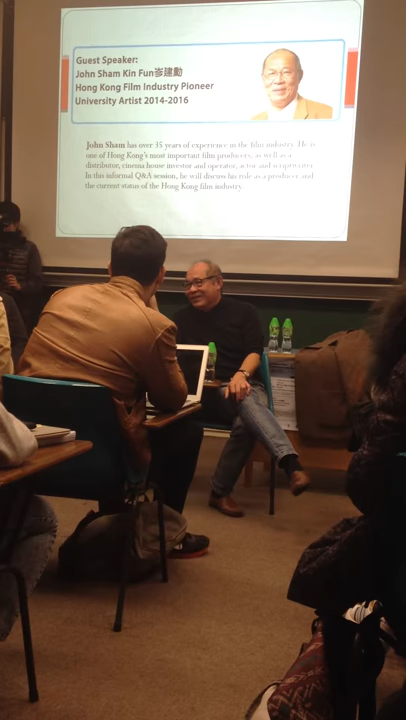 Guest Speaker:
John Sham Kin Fun岑建勳
Hong Kong Film Industry Pioneer
University Artist 2014-2016
John Sham has over 35 years of experience in the film industry. He is
one of Hong Kong's most important film producers, as well as a
distributor, cinema house investor and operator, actor and scriptwriter.
In this informal Q&A session, he will discuss his role as a producer and
the current status of the Hong Kong film industry.